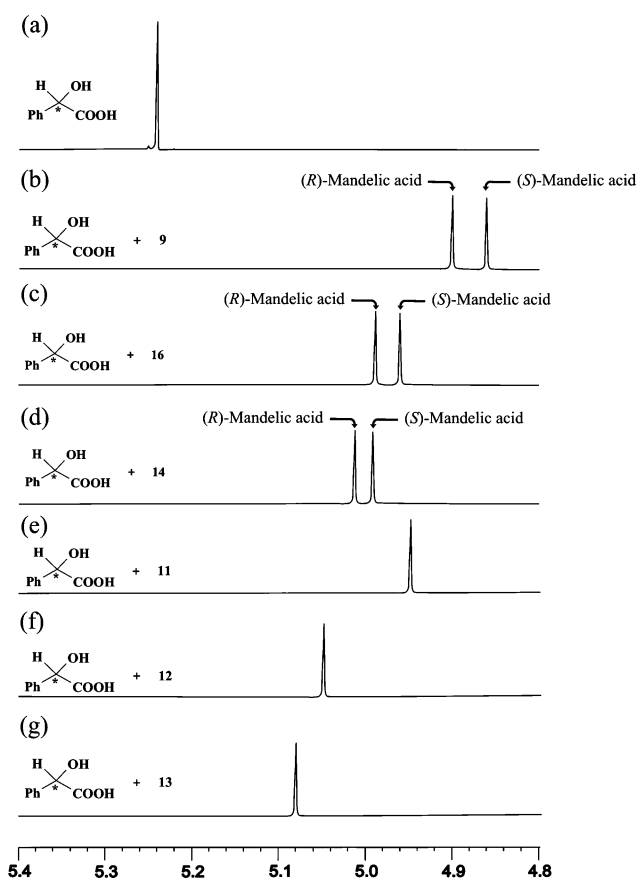 (a)
H OH
Ph * COOH
(b)
(R)-Mandelic acid (S)-Mandelic acid
H OH
Ph * COOH + 9
(c)
(R)-Mandelic acid (S)-Mandelic acid
H OH
Ph * COOH + 16
(d)
(R)-Mandelic acid (S)-Mandelic acid
H OH
Ph * COOH + 14
(e)
H OH
Ph * COOH + 11
(f)
H OH
Ph * COOH + 12
(g)
H OH
Ph * COOH + 13
5.4 5.3 5.2 5.1 5.0 4.9 4.8